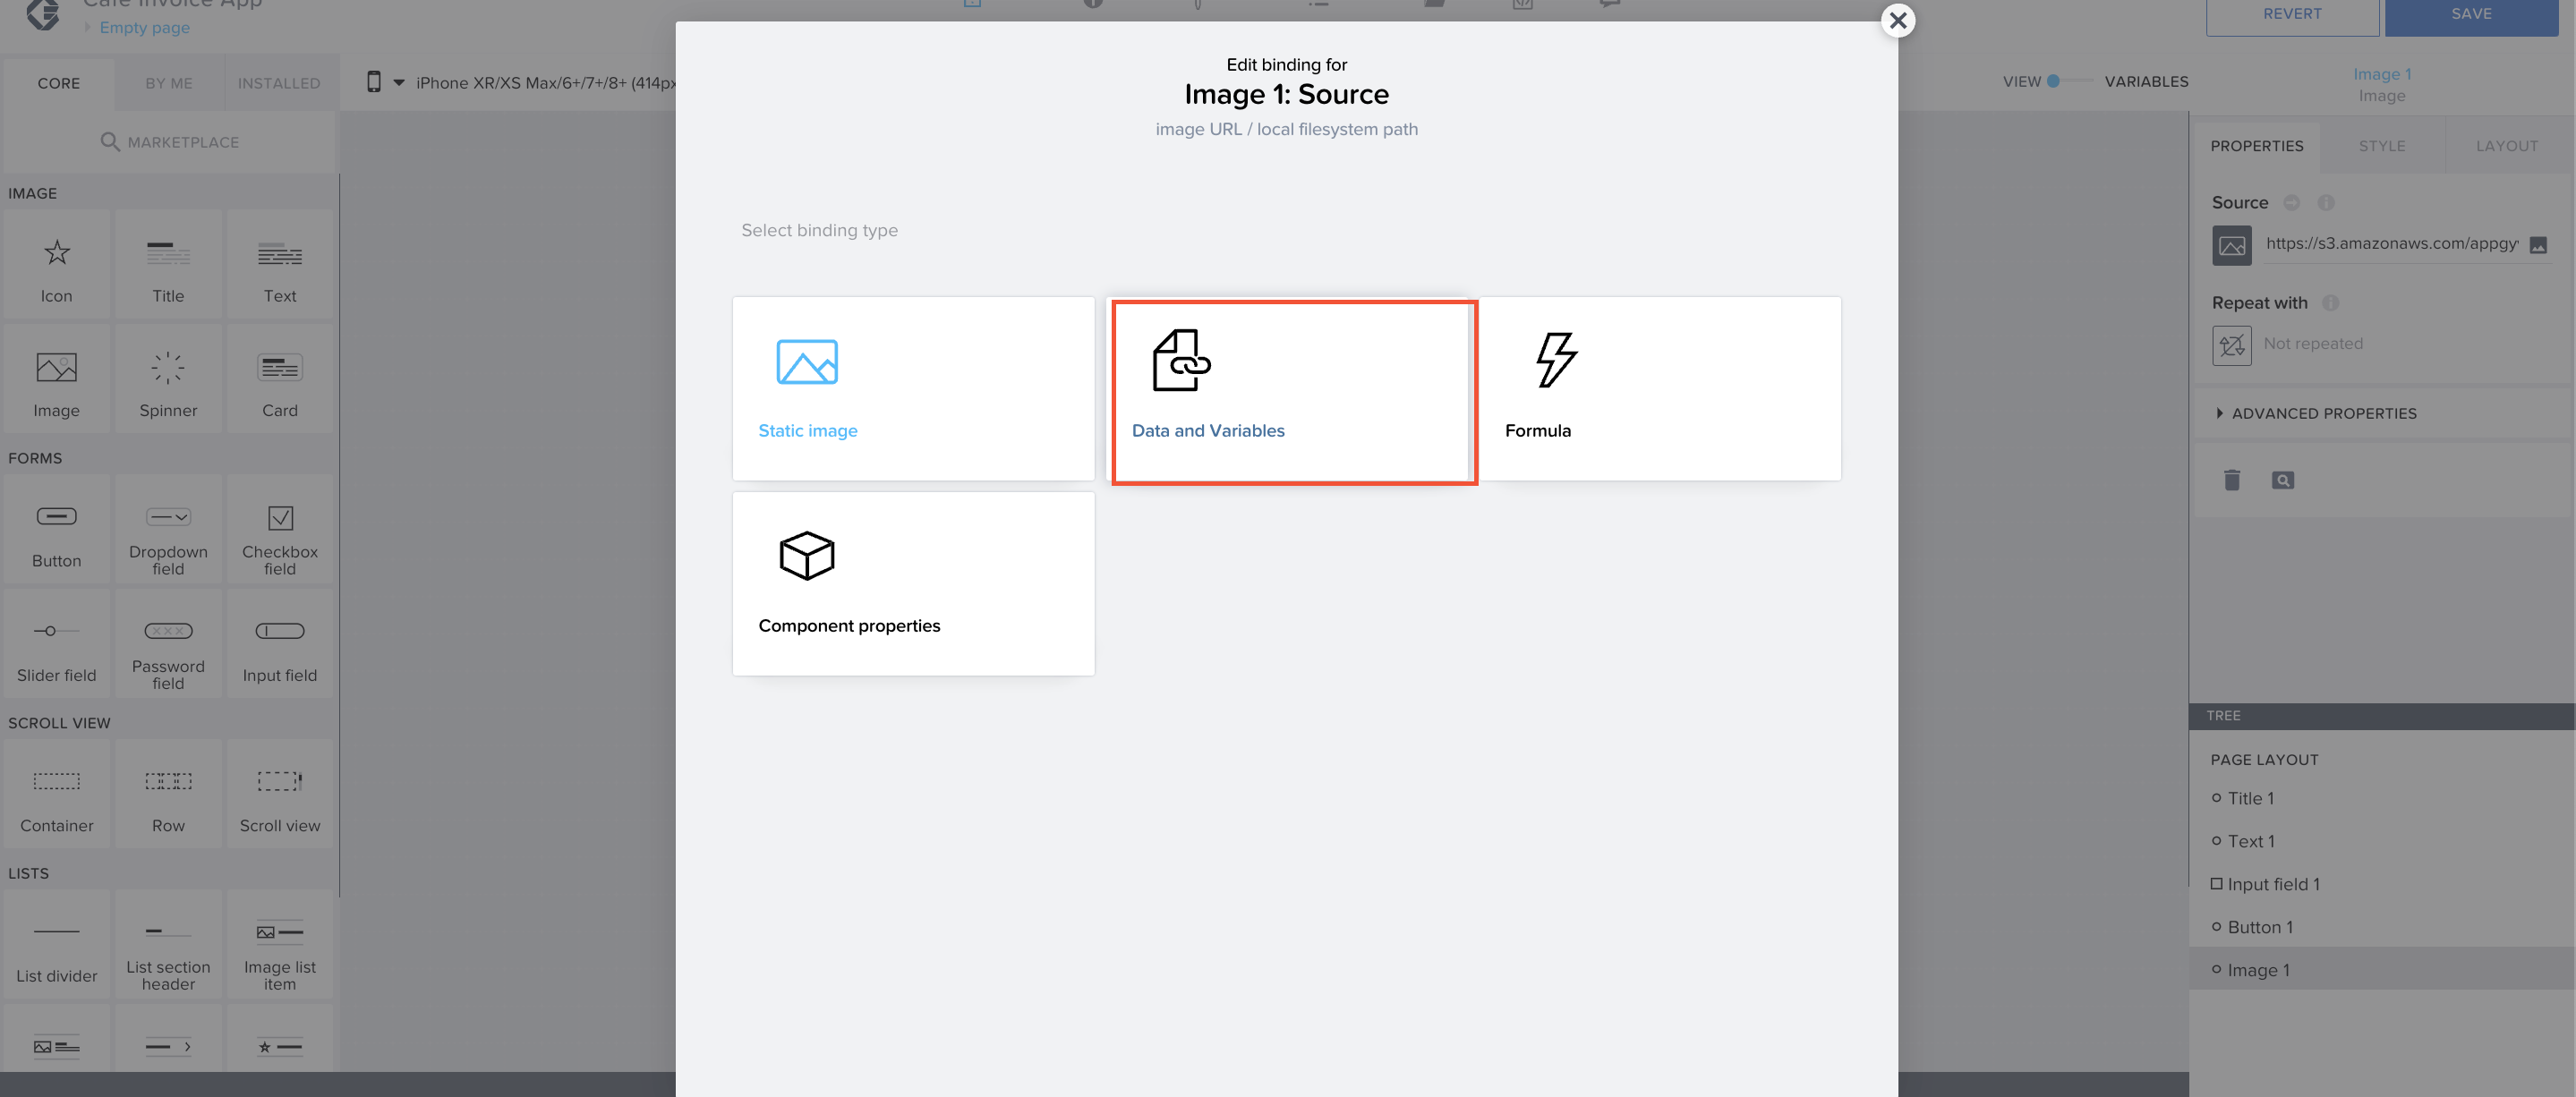 Cafe Invoice App
Empty page
REVERT
SAVE
CORE
BY ME
INSTALLED
iPhone XR/XS Max/6+/7+/8+ (414px
VIEW
VARIABLES
Image 1
Image
MARKETPLACE
IMAGE
Icon
Title
Text
Image
Spinner
Card
FORMS
Button
Dropdown
field
Checkbox
field
Slider field
Password
field
Input field
SCROLL VIEW
Container
Row
Scroll view
LISTS
List divider
List section
header
Image list
item
Edit binding for
Image 1: Source
image URL / local filesystem path
Select binding type
Static image
Data and Variables
Formula
Component properties
PROPERTIES
STYLE
LAYOUT
Source
https://s3.amazonaws.com/appgy
Repeat with
Not repeated
ADVANCED PROPERTIES
TREE
PAGE LAYOUT
Title 1
Text 1
Input field 1
Button 1
Image 1